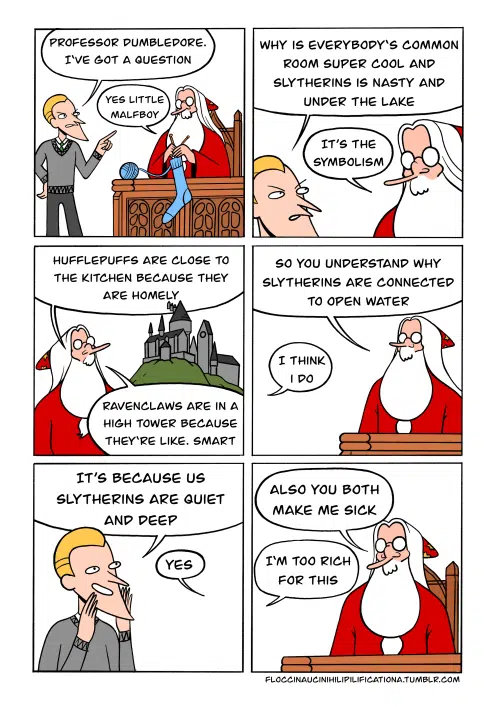 PROFESSOR DUMBLEDORE.
I'VE GOT A QUESTION
YES LITTLE
MALFBOY
WHY IS EVERYBODY'S COMMON
ROOM SUPER COOL AND
SLYTHERINS IS NASTY AND
UNDER THE LAKE
IT'S THE
SYMBOLISM
HUFFLEPUFFS ARE CLOSE TO
THE KITCHEN BECAUSE THEY
ARE HOMELY
RAVENCLAWS ARE IN A
HIGH TOWER BECAUSE
THEY'RE LIKE. SMART
SO YOU UNDERSTAND WHY
SLYTHERINS ARE CONNECTED
TO OPEN WATER
I THINK
I DO
IT'S BECAUSE US
SLYTHERINS ARE QUIET
AND DEEP
YES
ALSO YOU BOTH
MAKE ME SICK
I'M TOO RICH
FOR THIS
FLOCCINAUCINIHILIPILIFICATIONA.TUMBLR.COM